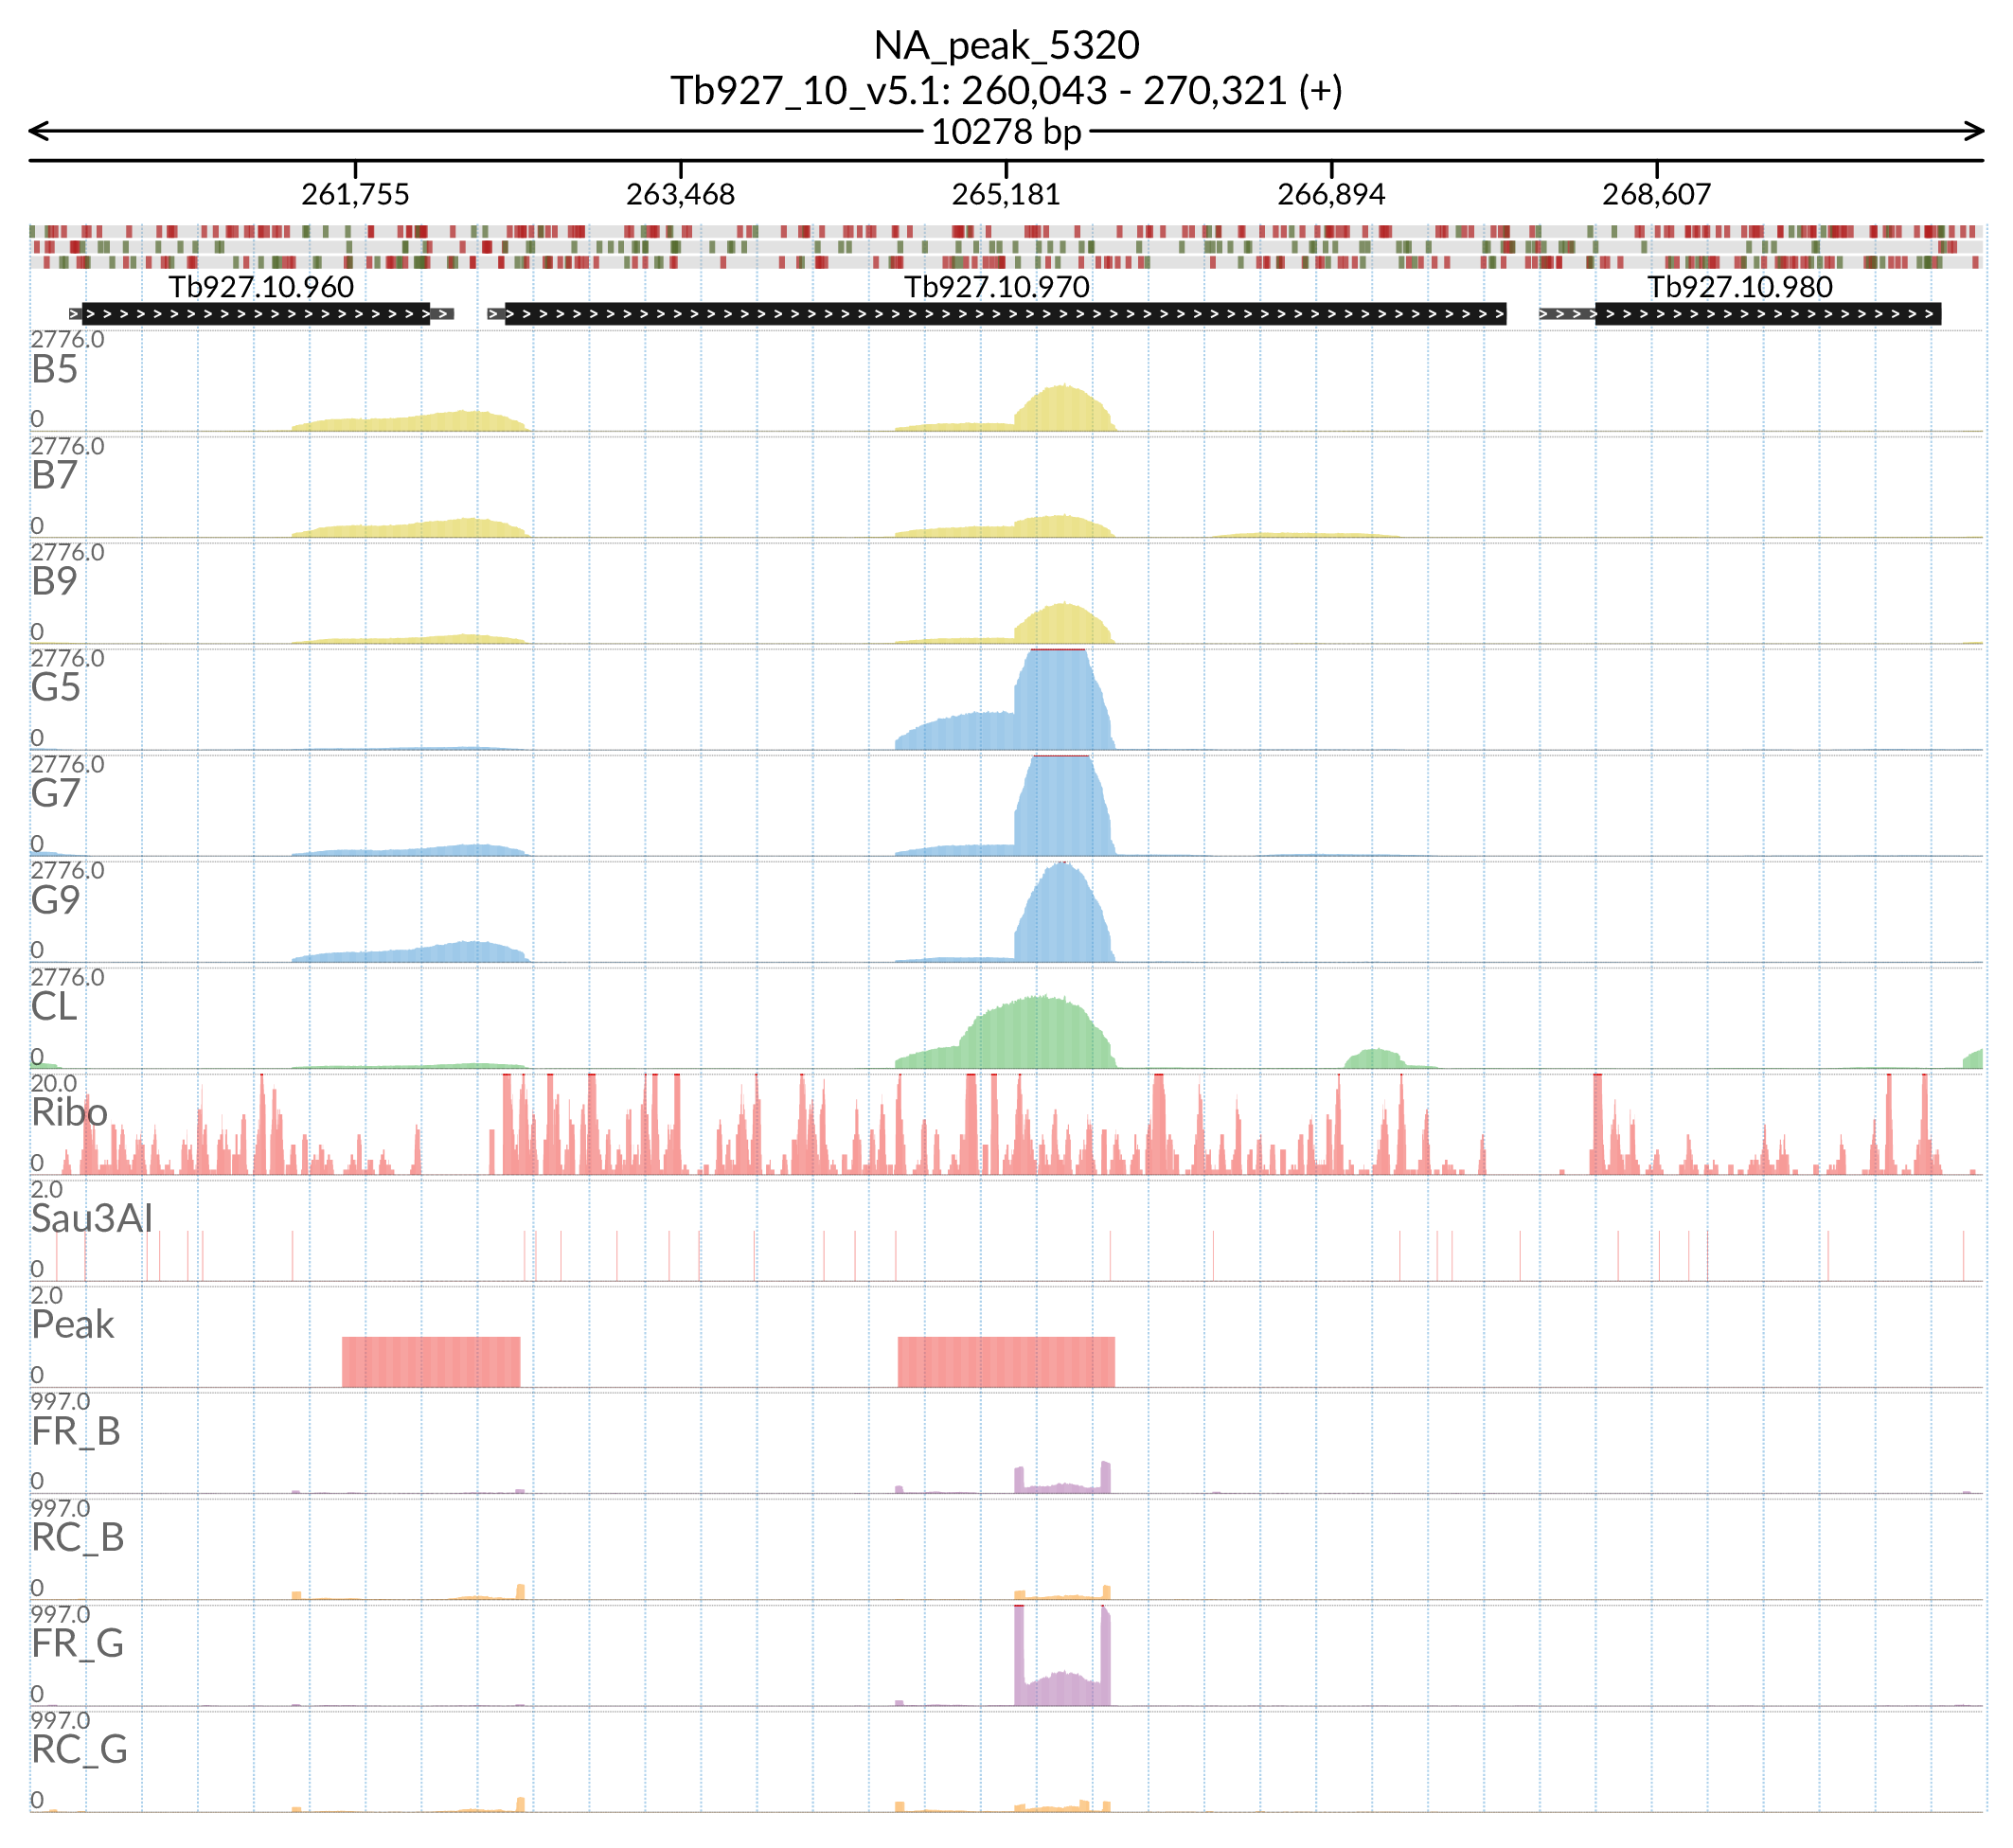 NA_peak_5320
Tb927_10_v5.1: 260,043 - 270,321 (+)
10278 bp
261,755 263,468 265,181 266,894 268,607
Tb927.10.960 Tb927.10.970 Tb927.10.980
2776.0
B5
0
2776.0
B7
0
2776.0
B9
0
2776.0
G5
0
2776.0
G7
0
2776.0
G9
0
2776.0
CL
0
20.0
Ribo
0
2.0
Sau3AI
0
2.0
Peak
0
997.0
FR_B
0
997.0
RC_B
0
997.0
FR_G
0
997.0
RC_G
0